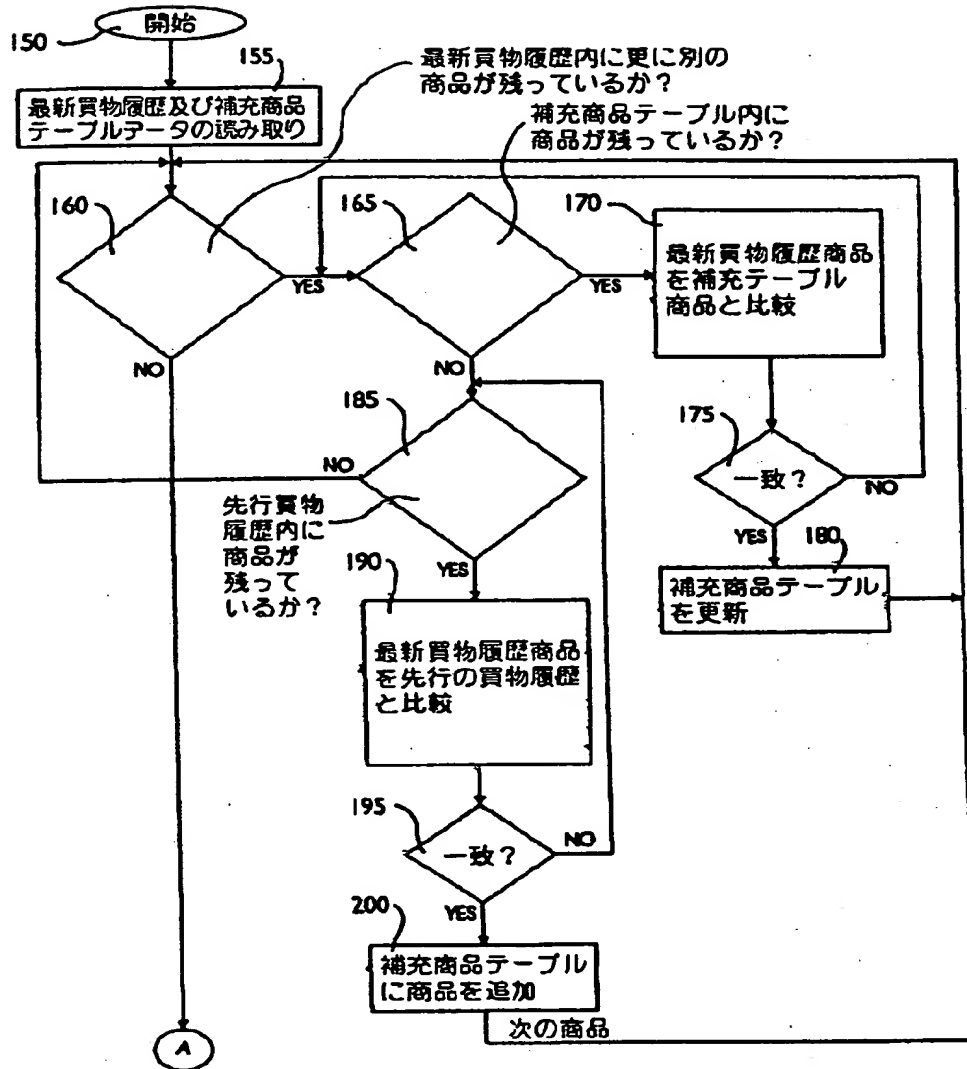 開始
150
155
最新買物履歴及び補充商品
テーブルデータの読み取り
最新買物履歴内に更に別の
商品が残っているか？
補充商品テーブル内に
商品が残っているか？
160
YES
NO
165
YES
NO
170
最新買物履歴商品
を補充テーブル
商品と比較
175
一致？
NO
YES
180
補充商品テーブル
を更新
185
NO
先行買物
履歴内に
商品が
残って
いるか？
YES
190
最新買物履歴商品
を先行の買物履歴
と比較
195
一致？
NO
YES
200
補充商品テーブル
に商品を追加
次の商品
A